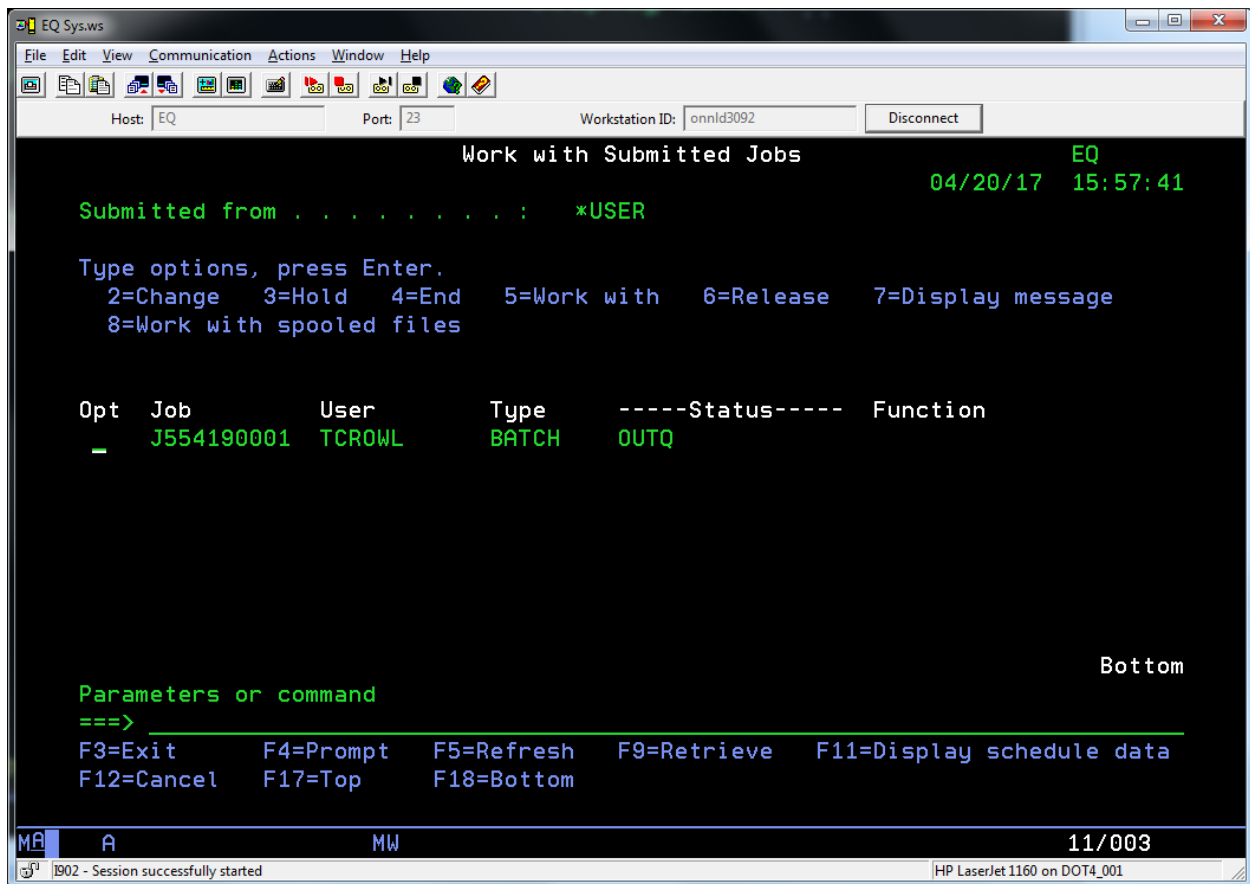 EQ Sys.ws
File Edit View Communication Actions Window Help
Host: EQ Port: 23 Workstation ID: onnld3092 Disconnect
Work with Submitted Jobs EQ
04/20/17 15:57:41
Submitted from . . . . . . . . : *USER
Type options, press Enter.
2=Change 3=Hold 4=End 5=Work with 6=Release 7=Display message
8=Work with spooled files
Opt Job User Type -----Status----- Function
_ J554190001 TCROWL BATCH OUTQ
Bottom
Parameters or command
===>
F3=Exit F4=Prompt F5=Refresh F9=Retrieve F11=Display schedule data
F12=Cancel F17=Top F18=Bottom
MA A MW 11/003
I902 - Session successfully started HP LaserJet 1160 on DOT4_001